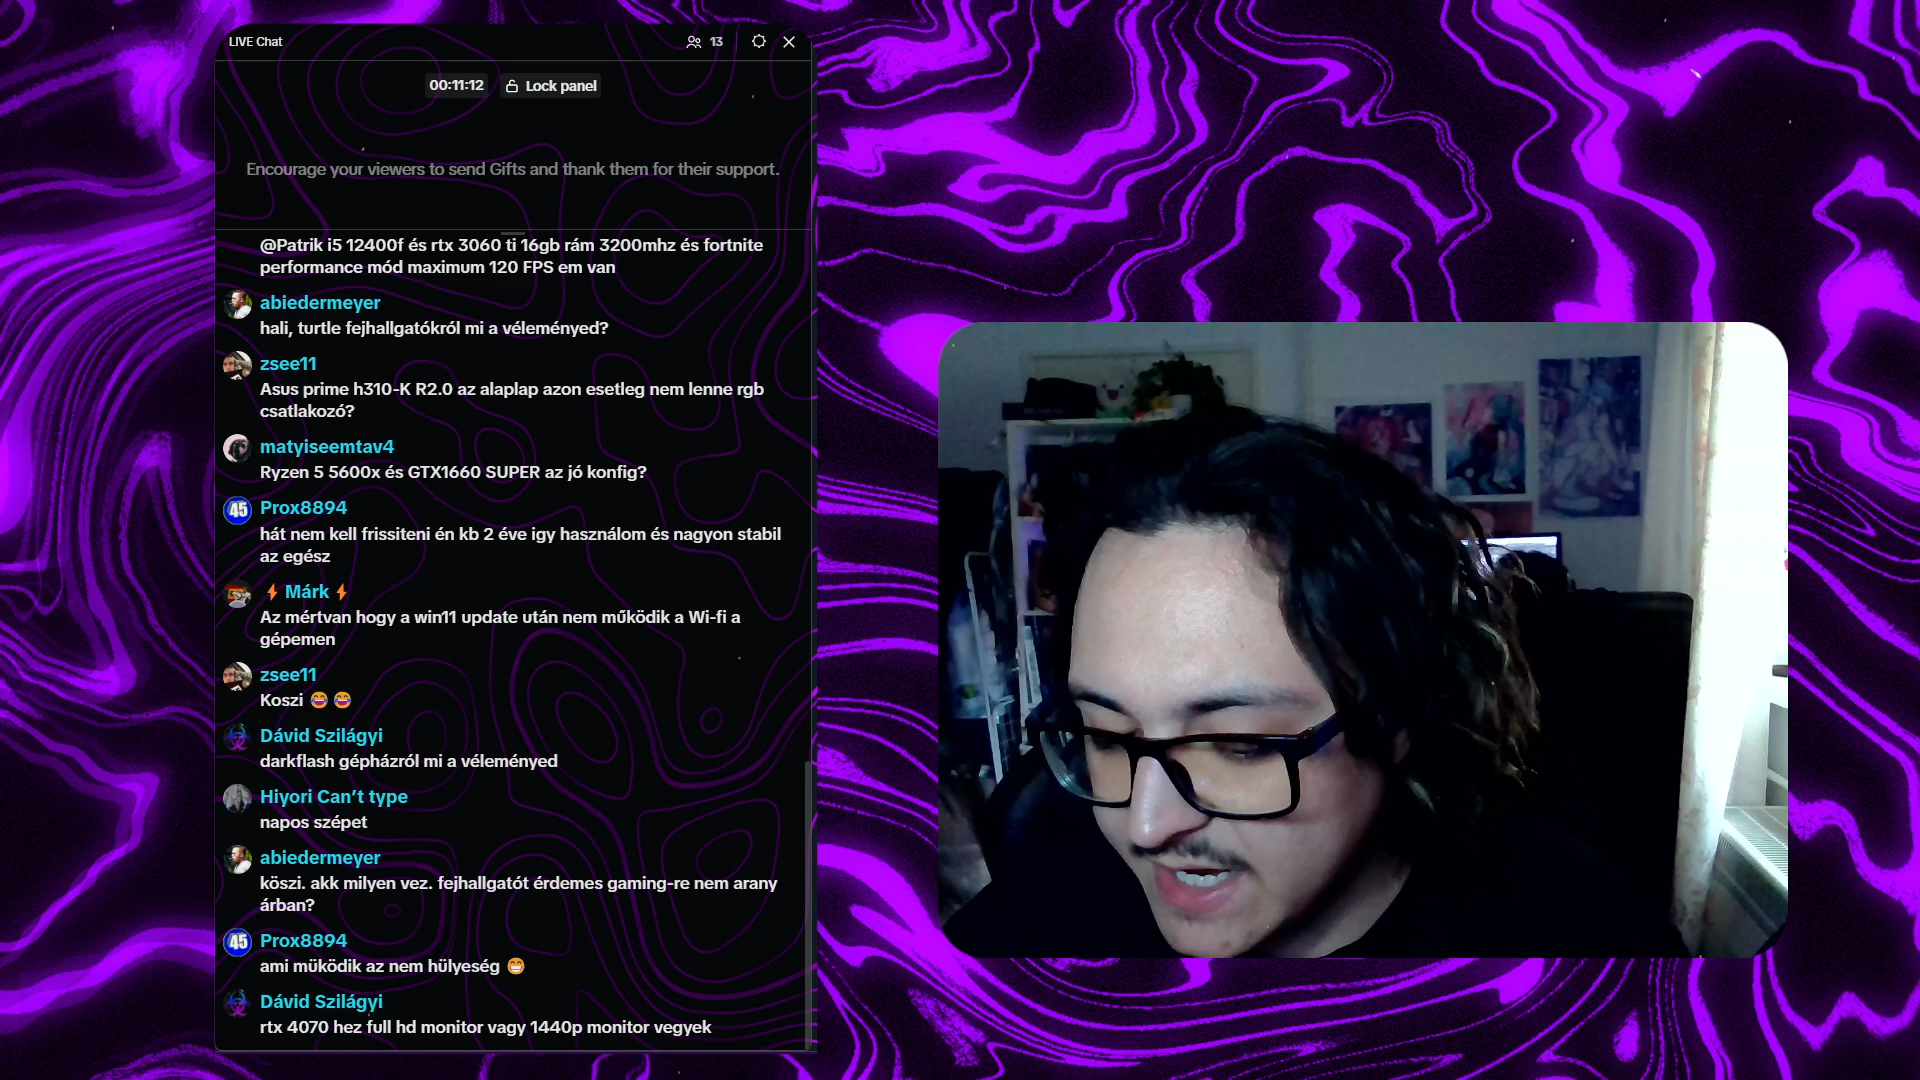 LIVE Chat
13
00:11:12
Lock panel
Encourage your viewers to send Gifts and thank them for their support.
@Patrik i5 12400f és rtx 3060 ti 16gb rám 3200mhz és fortnite
performance mód maximum 120 FPS em van
abiedermeyer
hali, turtle fejhallgatókról mi a véleményed?
zsee11
Asus prime h310-K R2.0 az alaplap azon esetleg nem lenne rgb
csatlakozó?
matyiseemtav4
Ryzen 5 5600x és GTX1660 SUPER az jó konfig?
45
Prox8894
hát nem kell frissiteni én kb 2 éve igy használom és nagyon stabil
az egész
⚡Márk⚡
Az mértvan hogy a win11 update után nem működik a Wi-fi a
gépemen
zsee11
Koszi 😂😂
Dávid Szilágyi
darkflash gépházról mi a véleményed
Hiyori Can’t type
napos szépet
abiedermeyer
köszi. akk milyen vez. fejhallgatót érdemes gaming-re nem arany
árban?
45
Prox8894
ami müködik az nem hülyeség 😁
Dávid Szilágyi
rtx 4070 hez full hd monitor vagy 1440p monitor vegyek